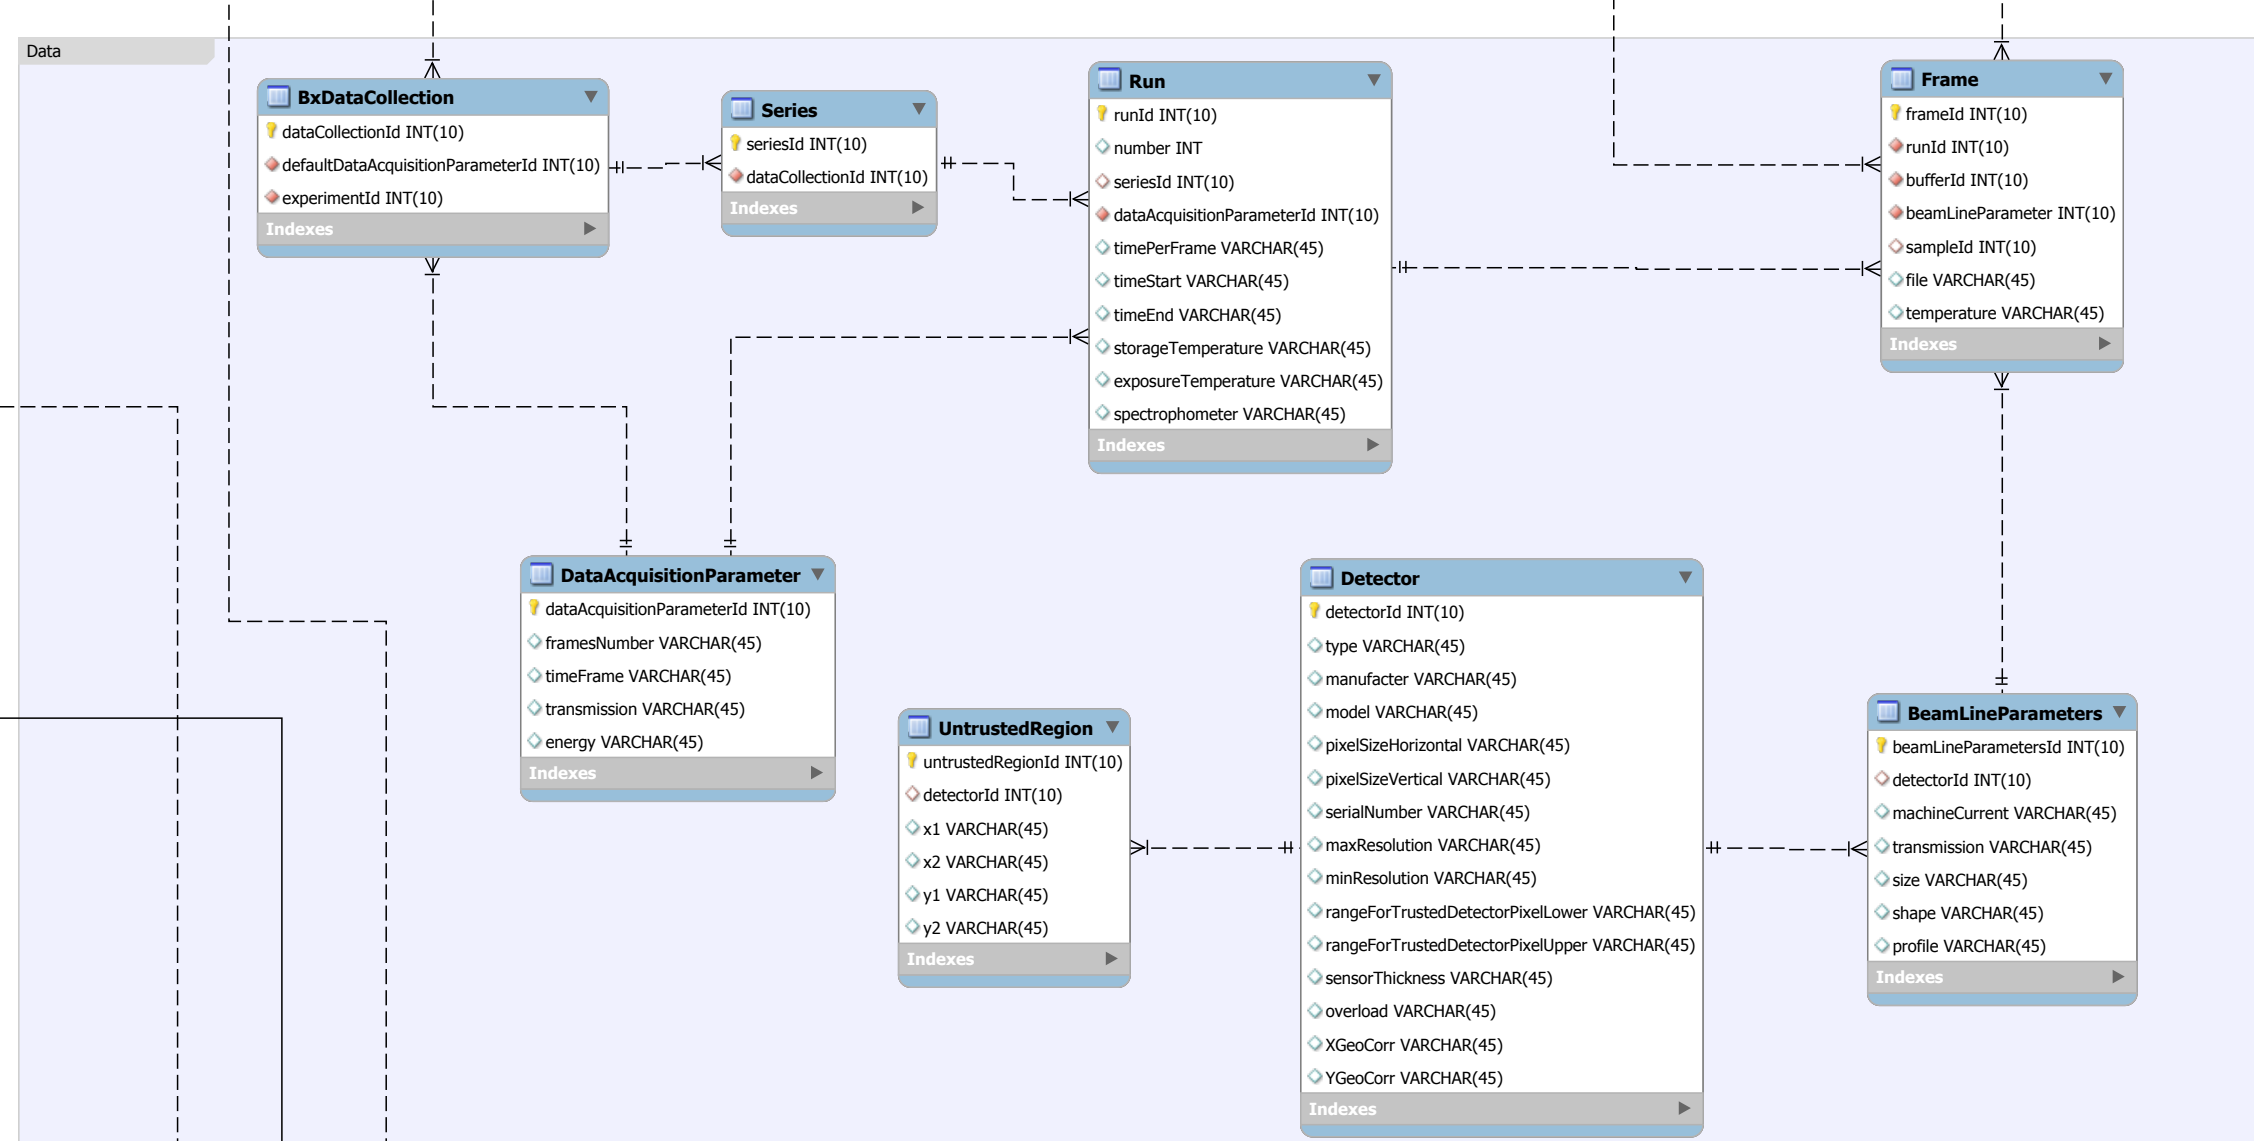 Data
BxDataCollection
dataCollectionId INT(10)
defaultDataAcquisitionParameterId INT(10)
experimentId INT(10)
Indexes
Series
seriesId INT(10)
dataCollectionId INT(10)
Indexes
Run
runId INT(10)
number INT
seriesId INT(10)
dataAcquisitionParameterId INT(10)
timePerFrame VARCHAR(45)
timeStart VARCHAR(45)
timeEnd VARCHAR(45)
storageTemperature VARCHAR(45)
exposureTemperature VARCHAR(45)
spectrophometer VARCHAR(45)
Indexes
Frame
frameId INT(10)
runId INT(10)
bufferId INT(10)
beamLineParameter INT(10)
sampleId INT(10)
file VARCHAR(45)
temperature VARCHAR(45)
Indexes
DataAcquisitionParameter
dataAcquisitionParameterId INT(10)
framesNumber VARCHAR(45)
timeFrame VARCHAR(45)
transmission VARCHAR(45)
energy VARCHAR(45)
Indexes
UntrustedRegion
untrustedRegionId INT(10)
detectorId INT(10)
x1 VARCHAR(45)
x2 VARCHAR(45)
y1 VARCHAR(45)
y2 VARCHAR(45)
Indexes
Detector
detectorId INT(10)
type VARCHAR(45)
manufacter VARCHAR(45)
model VARCHAR(45)
pixelSizeHorizontal VARCHAR(45)
pixelSizeVertical VARCHAR(45)
serialNumber VARCHAR(45)
maxResolution VARCHAR(45)
minResolution VARCHAR(45)
rangeForTrustedDetectorPixelLower VARCHAR(45)
rangeForTrustedDetectorPixelUpper VARCHAR(45)
sensorThickness VARCHAR(45)
overload VARCHAR(45)
XGeoCorr VARCHAR(45)
YGeoCorr VARCHAR(45)
Indexes
BeamLineParameters
beamLineParametersId INT(10)
detectorId INT(10)
machineCurrent VARCHAR(45)
transmission VARCHAR(45)
size VARCHAR(45)
shape VARCHAR(45)
profile VARCHAR(45)
Indexes